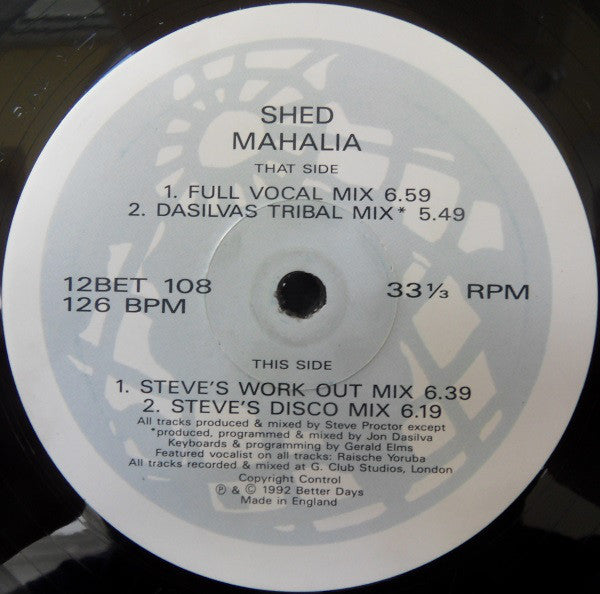 SHED
MAHALIA
THAT SIDE
1. FULL VOCAL MIX 6.59
2. DASILVAS TRIBAL MIX* 5.49
12BET 108
126 BPM
33⅓ RPM
THIS SIDE
1. STEVE'S WORK OUT MIX 6.39
2. STEVE'S DISCO MIX 6.19
All tracks produced & mixed by Steve Proctor except
*produced, programmed & mixed by Jon Dasilva
Keyboards & programming by Gerald Elms
Featured vocalist on all tracks: Raische Yoruba
All tracks recorded & mixed at G. Club Studios, London
Copyright Control
℗ & © 1992 Better Days
Made in England